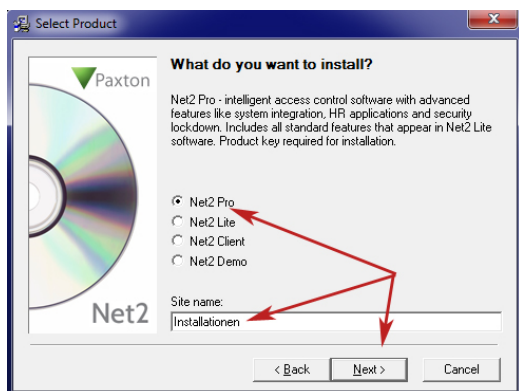 Select Product
Paxton
Net2
What do you want to install?
Net2 Pro - intelligent access control software with advanced
features like system integration, HR applications and security
lockdown. Includes all standard features that appear in Net2 Lite
software. Product key required for installation.
Net2 Pro
Net2 Lite
Net2 Client
Net2 Demo
Site name:
Installationen
< Back
Next >
Cancel